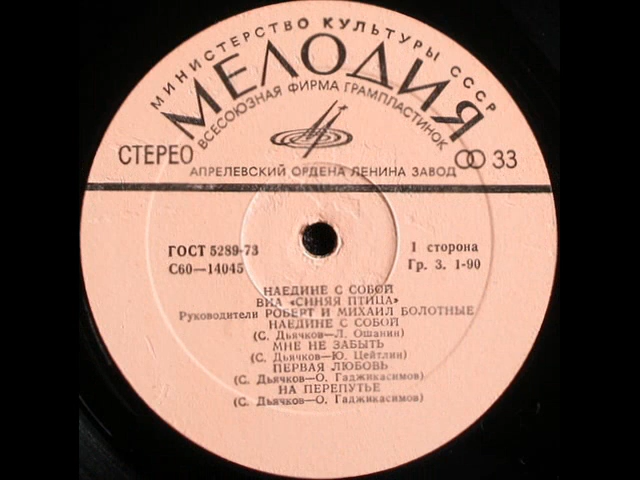 МИНИСТЕРСТВО КУЛЬТУРЫ СССР
МЕЛОДИЯ
ВСЕСОЮЗНАЯ ФИРМА ГРАМПЛАСТИНОК
СТЕРЕО
33
АПРЕЛЕВСКИЙ ОРДЕНА ЛЕНИНА ЗАВОД
ГОСТ 5289-73
1 сторона
С60—14045
Гр. 3. 1-90
НАЕДИНЕ С СОБОЙ
ВИА «СИНЯЯ ПТИЦА»
Руководители РОБЕРТ И МИХАИЛ БОЛОТНЫЕ
НАЕДИНЕ С СОБОЙ
(С. Дьячков—Л. Ошанин)
МНЕ НЕ ЗАБЫТЬ
(С. Дьячков—Ю. Цейтлин)
ПЕРВАЯ ЛЮБОВЬ
(С. Дьячков—О. Гаджикасимов)
НА ПЕРЕПУТЬЕ
(С. Дьячков—О. Гаджикасимов)